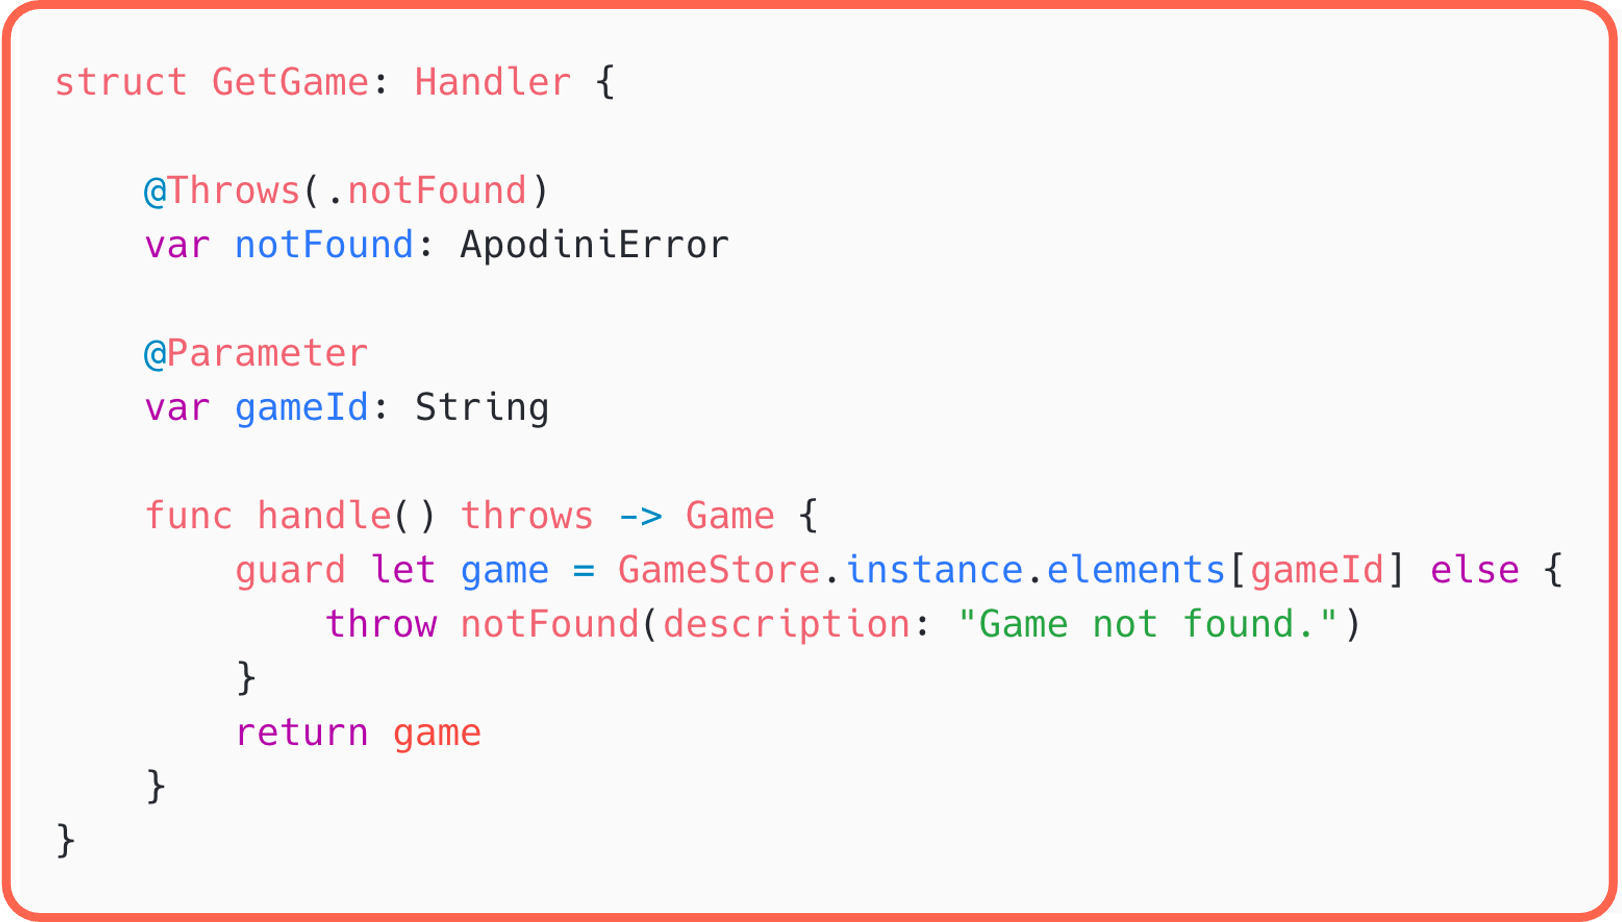 struct GetGame: Handler {
@Throws(.notFound)
var notFound: ApodiniError
@Parameter
var gameId: String
func handle() throws -> Game {
guard let game = GameStore.instance.elements[gameId] else {
throw notFound(description: "Game not found.")
}
return game
}
}